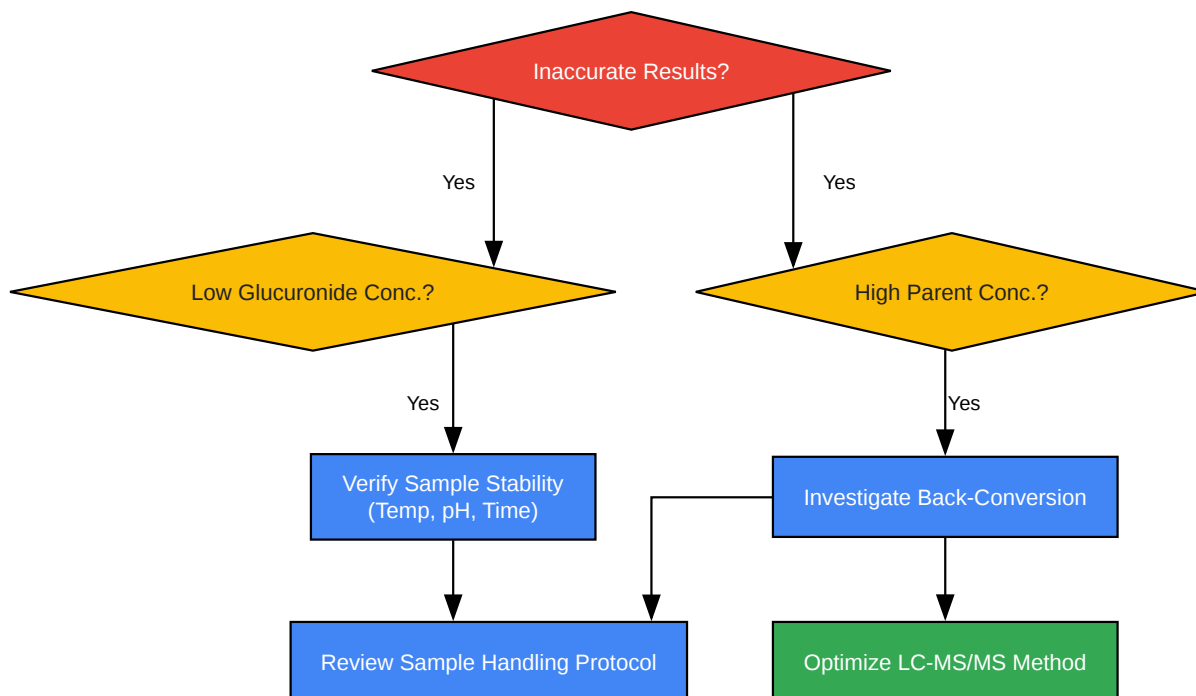 Inaccurate Results?
Yes
Yes
Low Glucuronide Conc.?
High Parent Conc.?
Yes
Yes
Verify Sample Stability
(Temp, pH, Time)
Investigate Back-Conversion
Review Sample Handling Protocol
Optimize LC-MS/MS Method